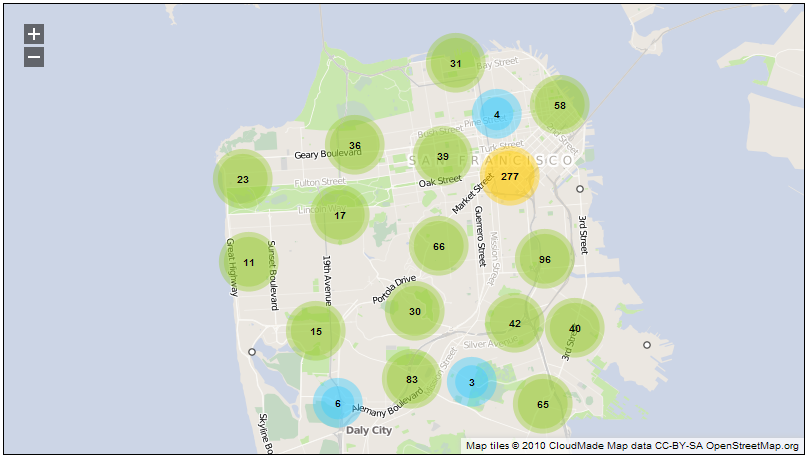 +
−
31
Bay Street
58
4
Pine Street
2nd Street
Bush Street
36
39
Turk Street
Geary Boulevard
SAN FRANCISCO
23
Fulton Street
Oak Street
277
Market Street
Lincoln Way
17
Guerrero Street
3rd Street
66
Mission Street
96
11
Great Highway
Sunset Boulevard
19th Avenue
Portola Drive
30
42
40
15
Silver Avenue
3rd Street
83
3
6
Alemany Boulevard
65
Daly City
Skyline Bo
Map tiles © 2010 CloudMade Map data CC-BY-SA OpenStreetMap.org